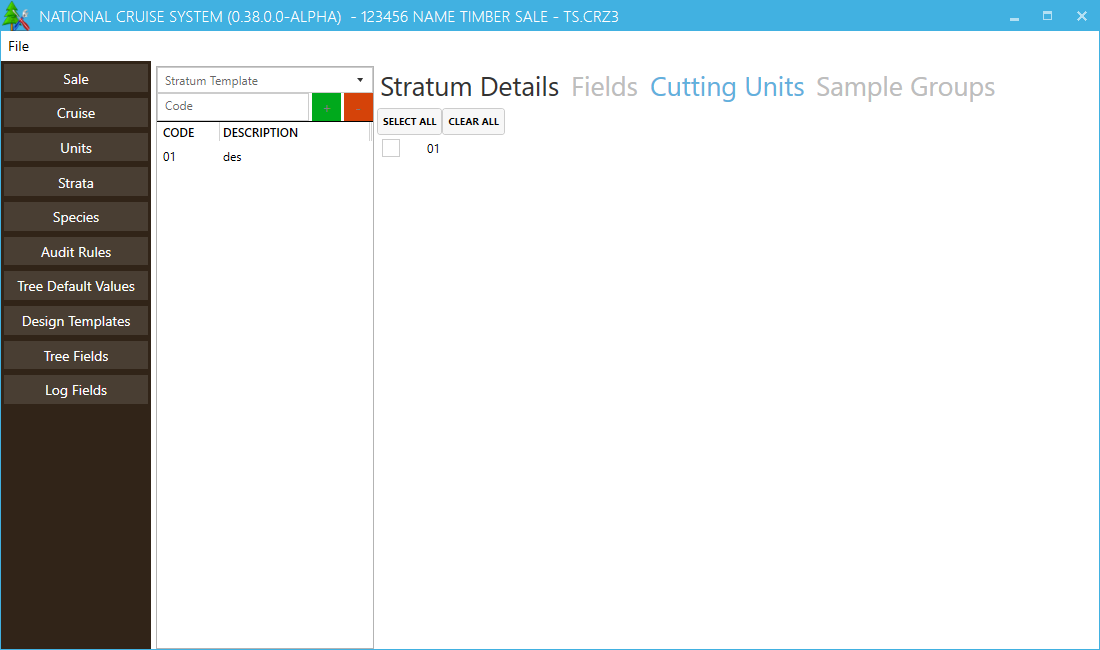 NATIONAL CRUISE SYSTEM (0.38.0.0-ALPHA) - 123456 NAME TIMBER SALE - TS.CRZ3
File
Sale
Cruise
Units
Strata
Species
Audit Rules
Tree Default Values
Design Templates
Tree Fields
Log Fields
Stratum Template
Code + -
CODE DESCRIPTION
01 des
Stratum Details Fields Cutting Units Sample Groups
SELECT ALL CLEAR ALL
01